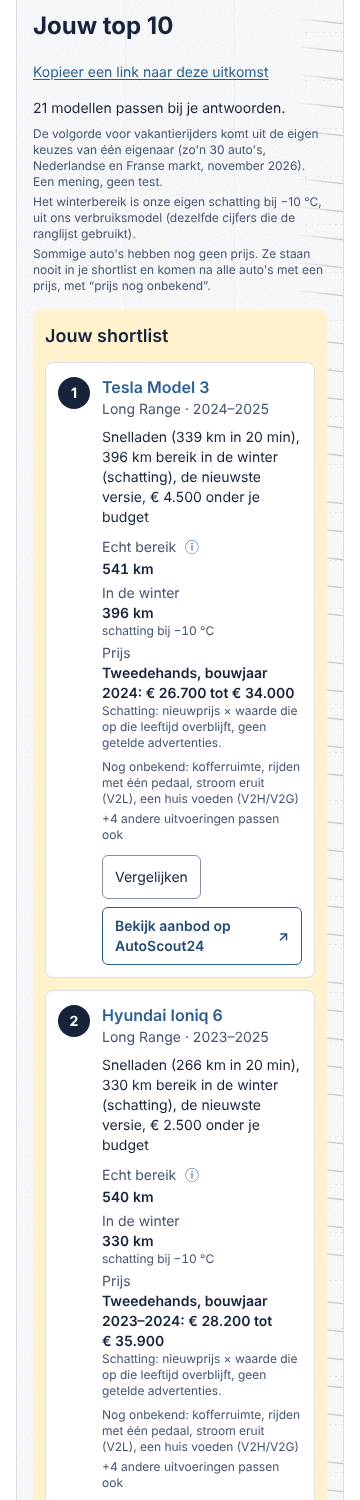 Jouw top 10
Kopieer een link naar deze uitkomst
21 modellen passen bij je antwoorden.
De volgorde voor vakantierijders komt uit de eigen
keuzes van één eigenaar (zo'n 30 auto's,
Nederlandse en Franse markt, november 2026).
Een mening, geen test.
Het winterbereik is onze eigen schatting bij −10 °C,
uit ons verbruiksmodel (dezelfde cijfers die de
ranglijst gebruikt).
Sommige auto's hebben nog geen prijs. Ze staan
nooit in je shortlist en komen na alle auto's met een
prijs, met “prijs nog onbekend”.
Jouw shortlist
1
Tesla Model 3
Long Range · 2024–2025
Snelladen (339 km in 20 min),
396 km bereik in de winter
(schatting), de nieuwste
versie, € 4.500 onder je
budget
Echt bereik ⓘ
541 km
In de winter
396 km
schatting bij −10 °C
Prijs
Tweedehands, bouwjaar
2024: € 26.700 tot € 34.000
Schatting: nieuwprijs × waarde die
op die leeftijd overblijft, geen
getelde advertenties.
Nog onbekend: kofferruimte, rijden
met één pedaal, stroom eruit
(V2L), een huis voeden (V2H/V2G)
+4 andere uitvoeringen passen
ook
Vergelijken
Bekijk aanbod op
AutoScout24
2
Hyundai Ioniq 6
Long Range · 2023–2025
Snelladen (266 km in 20 min),
330 km bereik in de winter
(schatting), de nieuwste
versie, € 2.500 onder je
budget
Echt bereik ⓘ
540 km
In de winter
330 km
schatting bij −10 °C
Prijs
Tweedehands, bouwjaar
2023–2024: € 28.200 tot
€ 35.900
Schatting: nieuwprijs × waarde die
op die leeftijd overblijft, geen
getelde advertenties.
Nog onbekend: kofferruimte, rijden
met één pedaal, stroom eruit
(V2L), een huis voeden (V2H/V2G)
+4 andere uitvoeringen passen
ook